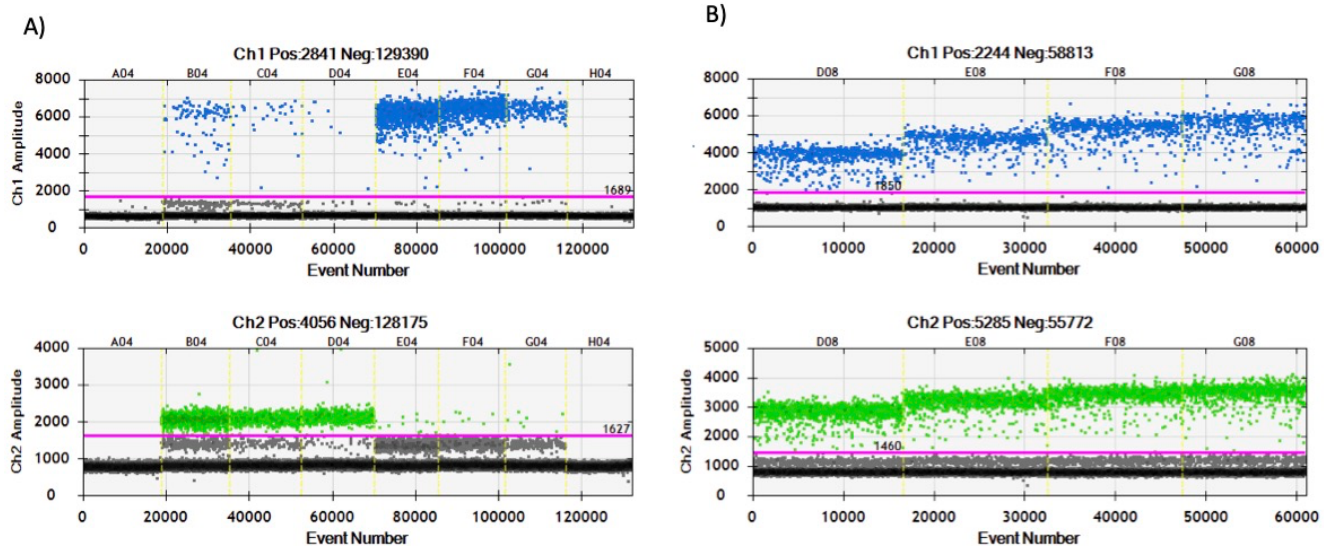 A)
Ch1 Pos:2841 Neg:129390
A04 B04 C04 D04 E04 F04 G04 H04
8000
6000
4000
2000
0
Ch1 Amplitude
1689
0 20000 40000 60000 80000 100000 120000
Event Number
Ch2 Pos:4056 Neg:128175
A04 B04 C04 D04 E04 F04 G04 H04
4000
3000
2000
1000
0
Ch2 Amplitude
1627
0 20000 40000 60000 80000 100000 120000
Event Number
B)
Ch1 Pos:2244 Neg:58813
D08 E08 F08 G08
8000
6000
4000
2000
0
Ch1 Amplitude
1850
0 10000 20000 30000 40000 50000 60000
Event Number
Ch2 Pos:5285 Neg:55772
D08 E08 F08 G08
5000
4000
3000
2000
1000
0
Ch2 Amplitude
1460
0 10000 20000 30000 40000 50000 60000
Event Number